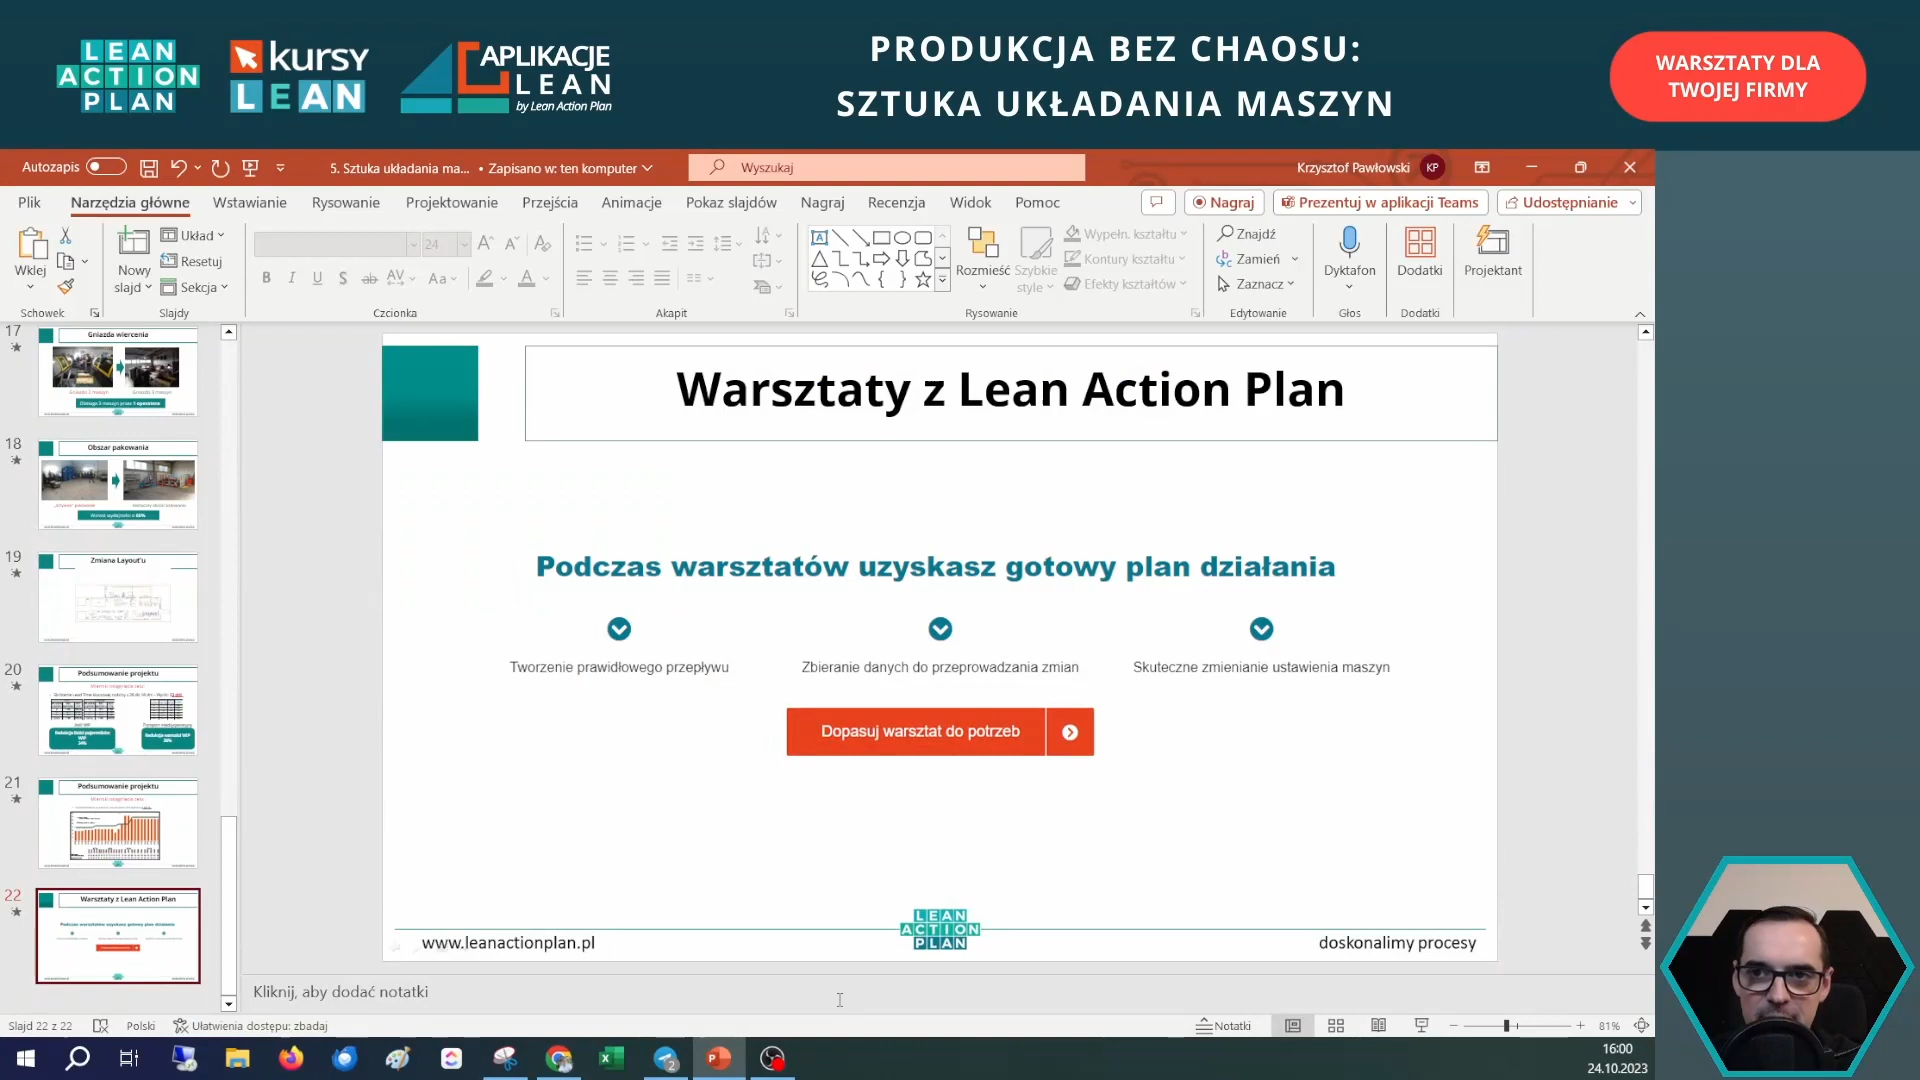 LEAN
ACTION
PLAN
kursy
LEAN
APLIKACJE
LEAN
by Lean Action Plan
PRODUKCJA BEZ CHAOSU:
SZTUKA UKŁADANIA MASZYN
WARSZTATY DLA
TWOJEJ FIRMY
Autozapis
5. Sztuka układania ma... • Zapisano w: ten komputer
Wyszukaj
Krzysztof Pawłowski
KP
Plik
Narzędzia główne
Wstawianie
Rysowanie
Projektowanie
Przejścia
Animacje
Pokaz slajdów
Nagraj
Recenzja
Widok
Pomoc
Nagraj
Prezentuj w aplikacji Teams
Udostępnianie
Wklej
Schowek
Nowy
slajd
Układ
Resetuj
Sekcja
Slajdy
24
Czcionka
Akapit
Rozmieść
Szybkie
style
Wypełn. kształtu
Kontury kształtu
Efekty kształtów
Rysowanie
Znajdź
Zamień
Zaznacz
Edytowanie
Dyktafon
Głos
Dodatki
Dodatki
Projektant
17
Gniazda wiercenia
18
Obszar pakowania
19
Zmiana Layout'u
20
Podsumowanie projektu
21
Podsumowanie projektu
22
Warsztaty z Lean Action Plan
Podczas warsztatów uzyskasz gotowy plan działania
Warsztaty z Lean Action Plan
Podczas warsztatów uzyskasz gotowy plan działania
Tworzenie prawidłowego przepływu
Zbieranie danych do przeprowadzania zmian
Skuteczne zmienianie ustawienia maszyn
Dopasuj warsztat do potrzeb
www.leanactionplan.pl
LEAN
ACTION
PLAN
doskonalimy procesy
Kliknij, aby dodać notatki
Slajd 22 z 22
Polski
Ułatwienia dostępu: zbadaj
Notatki
81%
16:00
24.10.2023